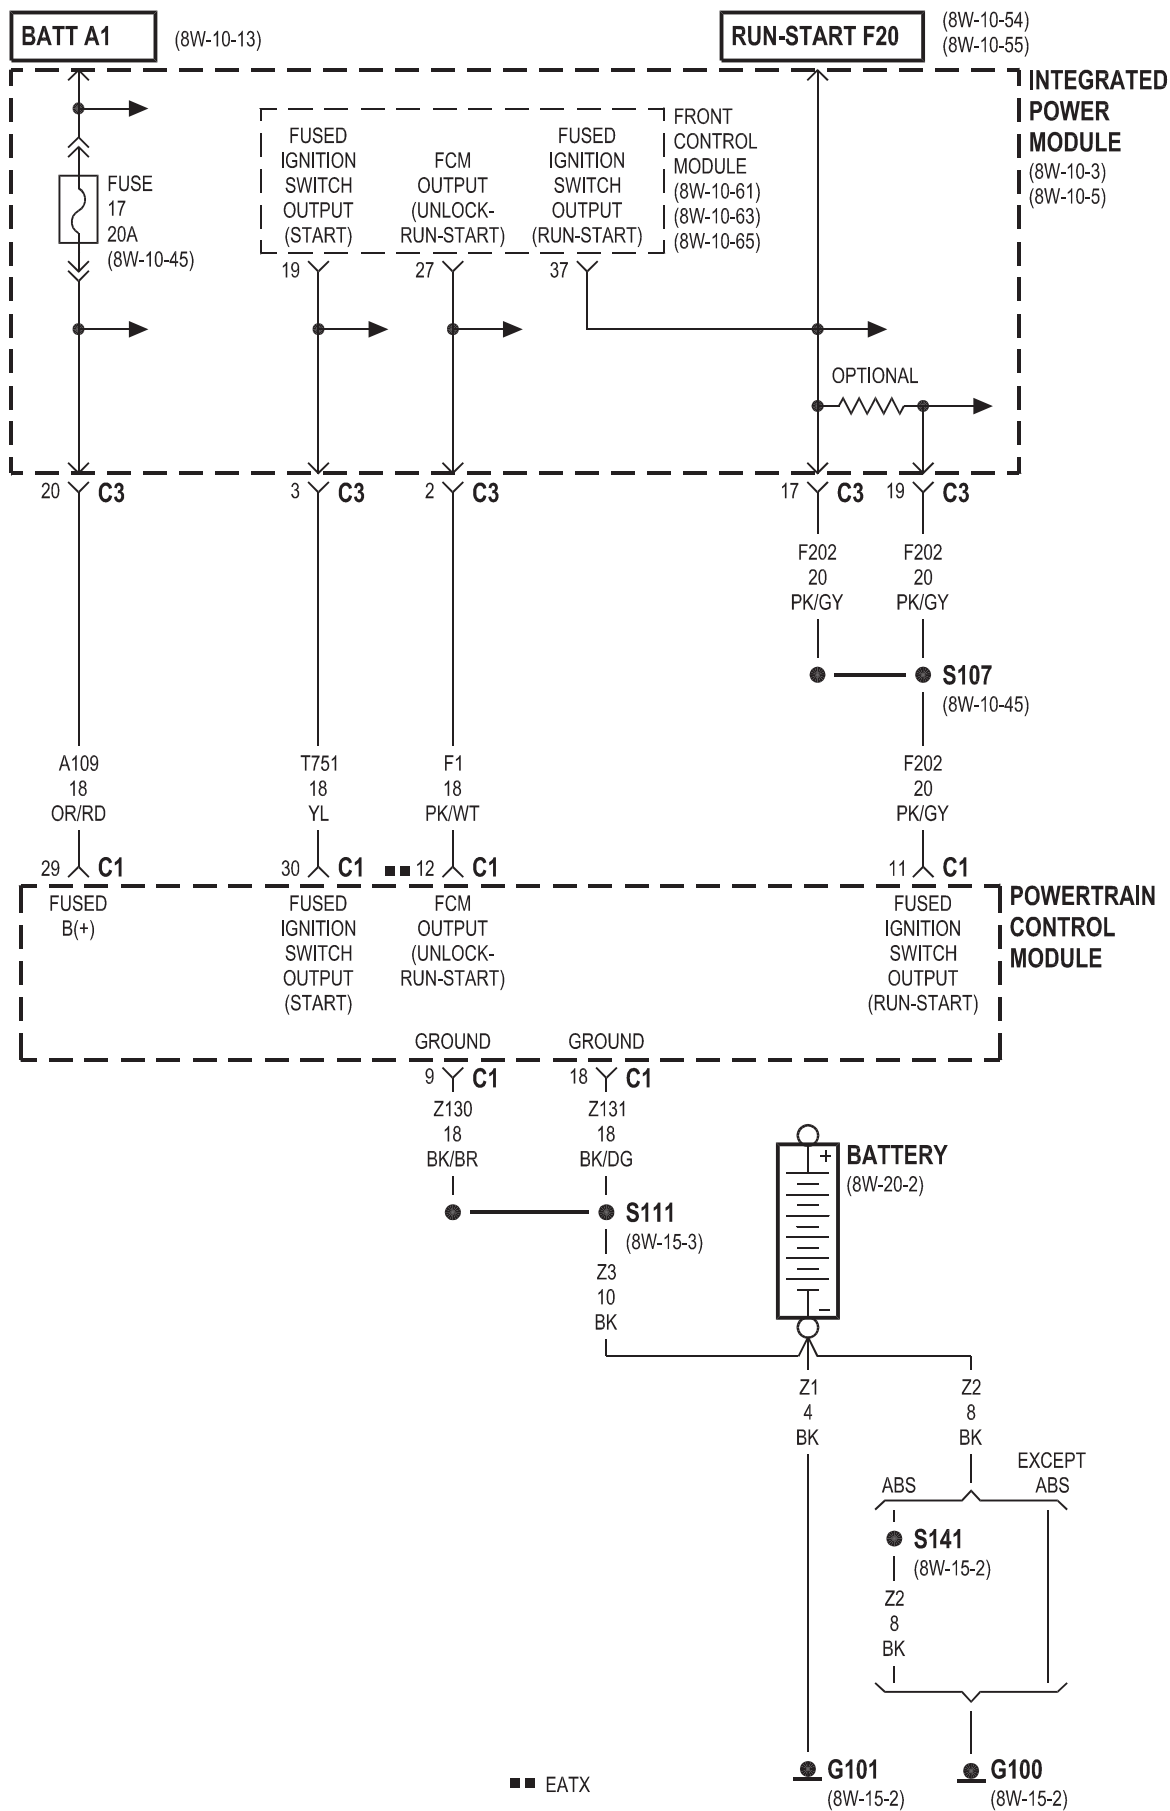 BATT A1
(8W-10-13)
RUN-START F20
(8W-10-54)
(8W-10-55)
INTEGRATED
POWER
MODULE
(8W-10-3)
(8W-10-5)
FUSE
17
20A
(8W-10-45)
FUSED
IGNITION
SWITCH
OUTPUT
(START)
FCM
OUTPUT
(UNLOCK-
RUN-START)
FUSED
IGNITION
SWITCH
OUTPUT
(RUN-START)
FRONT
CONTROL
MODULE
(8W-10-61)
(8W-10-63)
(8W-10-65)
19
27
37
OPTIONAL
20 C3
3 C3
2 C3
17 C3
19 C3
F202
20
PK/GY
F202
20
PK/GY
S107
(8W-10-45)
A109
18
OR/RD
T751
18
YL
F1
18
PK/WT
F202
20
PK/GY
29 C1
30 C1
12 C1
11 C1
FUSED
B(+)
FUSED
IGNITION
SWITCH
OUTPUT
(START)
FCM
OUTPUT
(UNLOCK-
RUN-START)
FUSED
IGNITION
SWITCH
OUTPUT
(RUN-START)
POWERTRAIN
CONTROL
MODULE
GROUND
GROUND
9 C1
18 C1
Z130
18
BK/BR
Z131
18
BK/DG
S111
(8W-15-3)
BATTERY
(8W-20-2)
+
−
Z3
10
BK
Z1
4
BK
Z2
8
BK
ABS
EXCEPT
ABS
S141
(8W-15-2)
Z2
8
BK
G101
(8W-15-2)
G100
(8W-15-2)
EATX